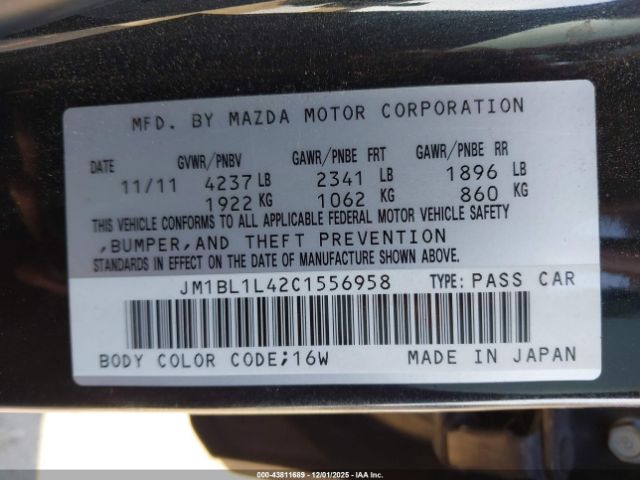 MFD. BY MAZDA MOTOR CORPORATION
DATE GVWR/PNBV GAWR/PNBE FRT GAWR/PNBE RR
11/11 4237 LB 2341 LB 1896 LB
1922 KG 1062 KG 860 KG
THIS VEHICLE CONFORMS TO ALL APPLICABLE FEDERAL MOTOR VEHICLE SAFETY
,BUMPER,AND THEFT PREVENTION
STANDARDS IN EFFECT ON THE DATE OF MANUFACTURE SHOWN ABOVE.
JM1BL1L42C1556958 TYPE: PASS CAR
BODY COLOR CODE;16W MADE IN JAPAN
00-43811689 | 12/01/2025 - IAAI.COM